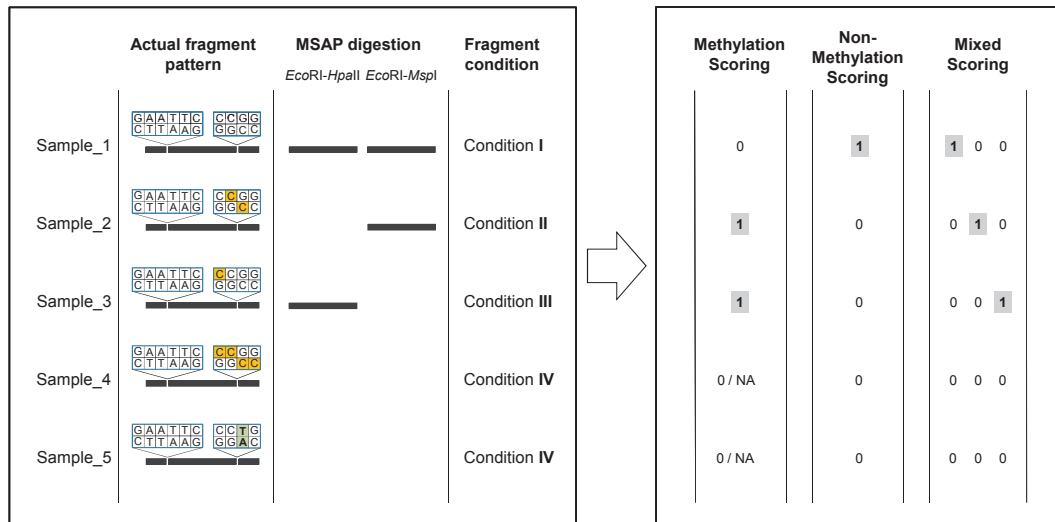 Actual fragment pattern
MSAP digestion
Fragment condition
EcoRI-HpaII EcoRI-MspI
Methylation Scoring
Non-Methylation Scoring
Mixed Scoring
GAATTC CCGG
CTTAAG GGCC
Sample_1 Condition I 0 1 1 0 0
GAATTC CCGG
CTTAAG GGCC
Sample_2 Condition II 1 0 0 1 0
GAATTC CCGG
CTTAAG GGCC
Sample_3 Condition III 1 0 0 0 1
GAATTC CCGG
CTTAAG GGCC
Sample_4 Condition IV 0 / NA 0 0 0 0
GAATTC CCTG
CTTAAG GGAC
Sample_5 Condition IV 0 / NA 0 0 0 0